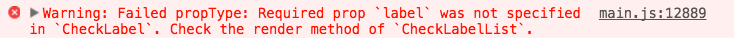 Warning: Failed propType: Required prop `label` was not specified main.js:12889
in `CheckLabel`. Check the render method of `CheckLabelList`.